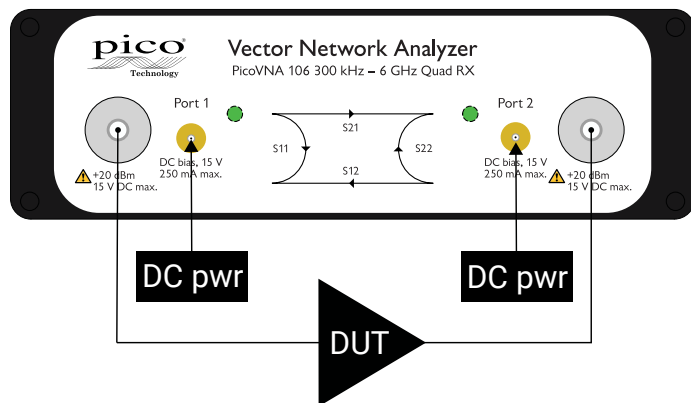 pico
Technology
Vector Network Analyzer
PicoVNA 106 300 kHz – 6 GHz Quad RX
Port 1
Port 2
S21
S11
S22
S12
DC bias, 15 V
250 mA max.
+20 dBm
15 V DC max.
DC bias, 15 V
250 mA max.
+20 dBm
15 V DC max.
DC pwr
DC pwr
DUT